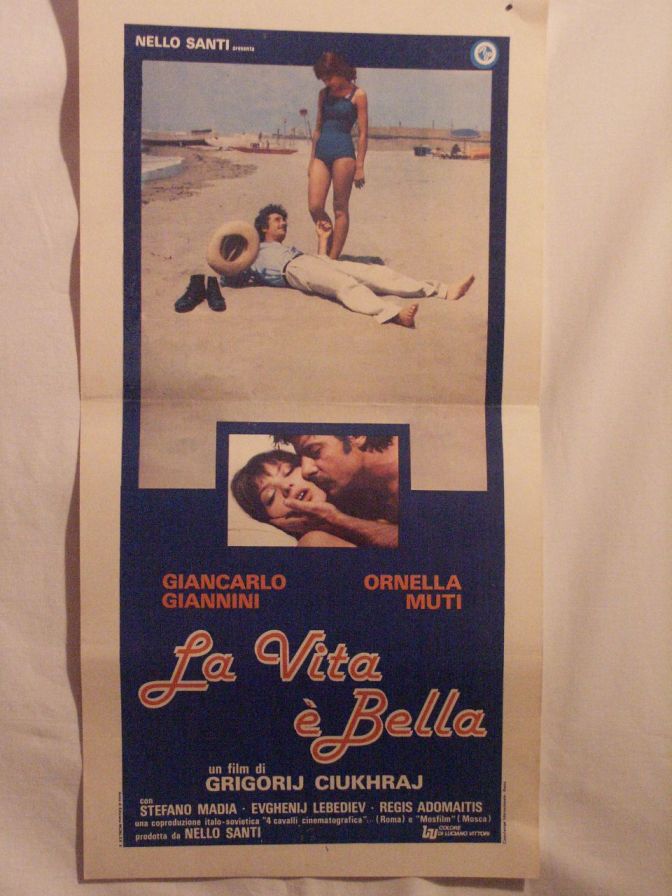 NELLO SANTI presenta
GIANCARLO GIANNINI
ORNELLA MUTI
La Vita
è Bella
un film di
GRIGORIJ CIUKHRAJ
con
STEFANO MADIA · EVGHENIJ LEBEDIEV · REGIS ADOMAITIS
una coproduzione italo-sovietica "4 cavalli cinematografica"... (Roma) e "Mosfilm" (Mosca)
prodotta da NELLO SANTI
LV COLORE DI LUCIANO VITTORI